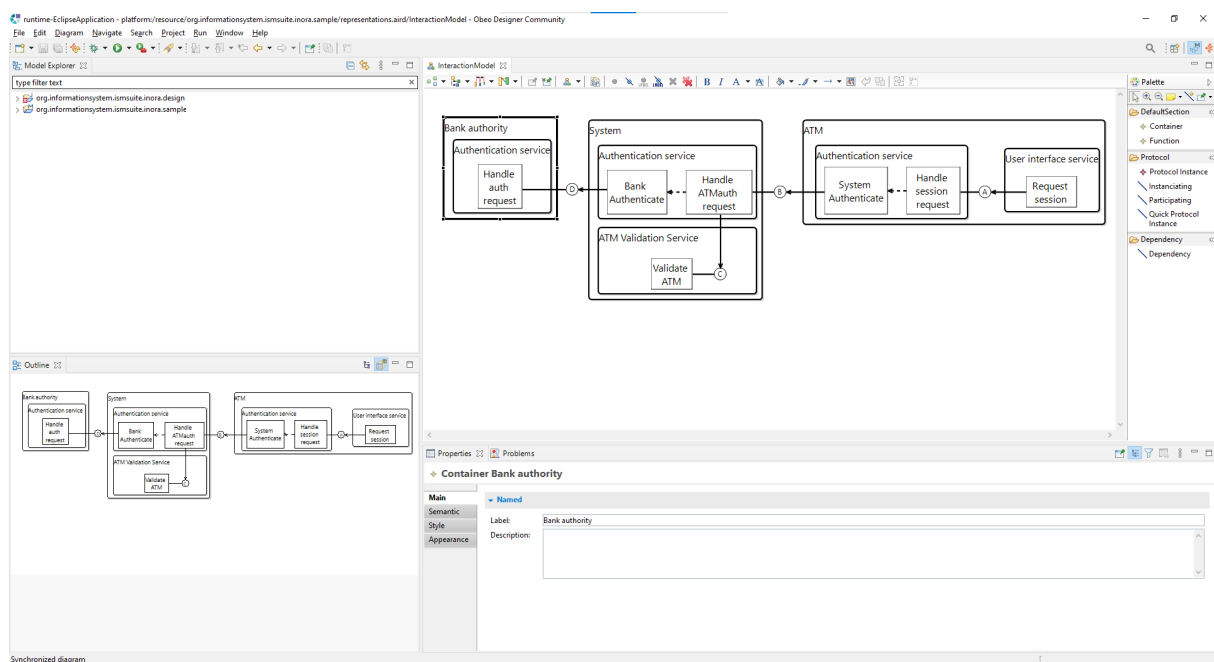 runtime-EclipseApplication - platform:/resource/org.informationsystem.ismsuite.inora.sample/representations.aird/InteractionModel - Obeo Designer Community
File Edit Diagram Navigate Search Project Run Window Help
Model Explorer
type filter text
org.informationsystem.ismsuite.inora.design
org.informationsystem.ismsuite.inora.sample
InteractionModel
B I A
Bank authority
Authentication service
Handle
auth
request
D
System
Authentication service
Bank
Authenticate
Handle
ATMauth
request
ATM Validation Service
Validate
ATM
C
B
ATM
Authentication service
System
Authenticate
Handle
session
request
A
User interface service
Request
session
Palette
DefaultSection
Container
Function
Protocol
Protocol Instance
Instanciating
Participating
Quick Protocol
Instance
Dependency
Dependency
Outline
Bank authority
Authentication service
Handle
auth
request
D
System
Authentication service
Bank
Authenticate
Handle
ATMauth
request
ATM Validation Service
Validate
ATM
C
B
ATM
Authentication service
System
Authenticate
Handle
session
request
A
User interface service
Request
session
Properties Problems
Container Bank authority
Main
Semantic
Style
Appearance
Named
Label: Bank authority
Description:
Synchronized diagram